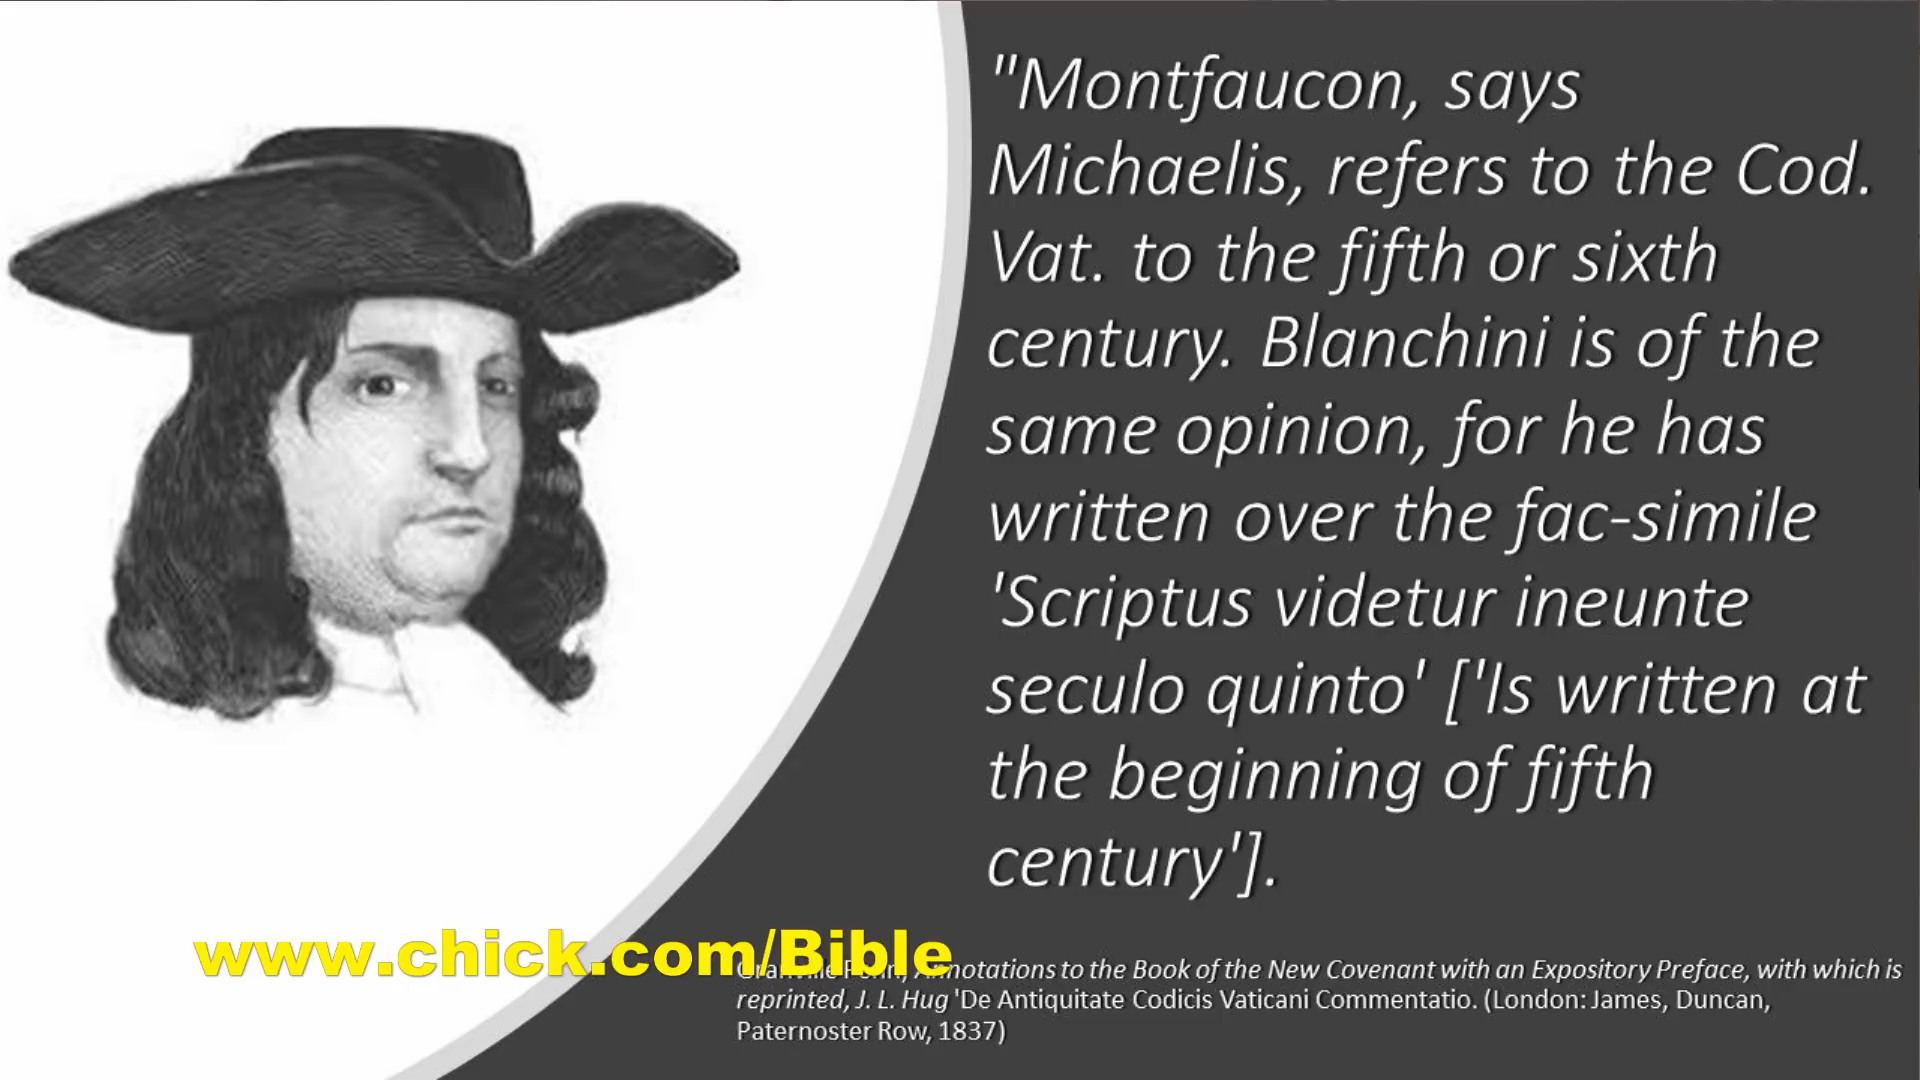 "Montfaucon, says
Michaelis, refers to the Cod.
Vat. to the fifth or sixth
century. Blanchini is of the
same opinion, for he has
written over the fac-simile
'Scriptus videtur ineunte
seculo quinto' ['Is written at
the beginning of fifth
century'].
www.chick.com/Bible
Granville Penn, Annotations to the Book of the New Covenant with an Expository Preface, with which is
reprinted, J. L. Hug 'De Antiquitate Codicis Vaticani Commentatio. (London: James, Duncan,
Paternoster Row, 1837)